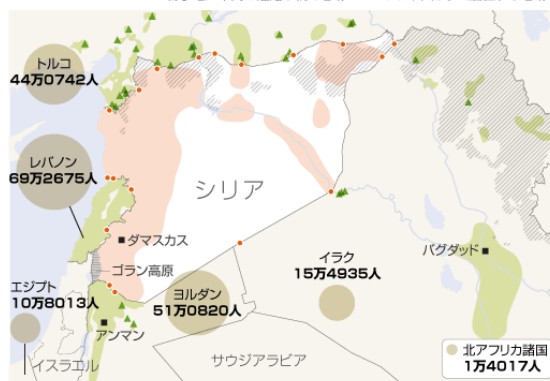 トルコ
44万0742人
レバノン
69万2675人
シリア
ダマスカス
ゴラン高原
エジプト
10万8013人
ヨルダン
51万0820人
イラク
15万4935人
バグダッド
アンマン
イスラエル
サウジアラビア
北アフリカ諸国
1万4017人